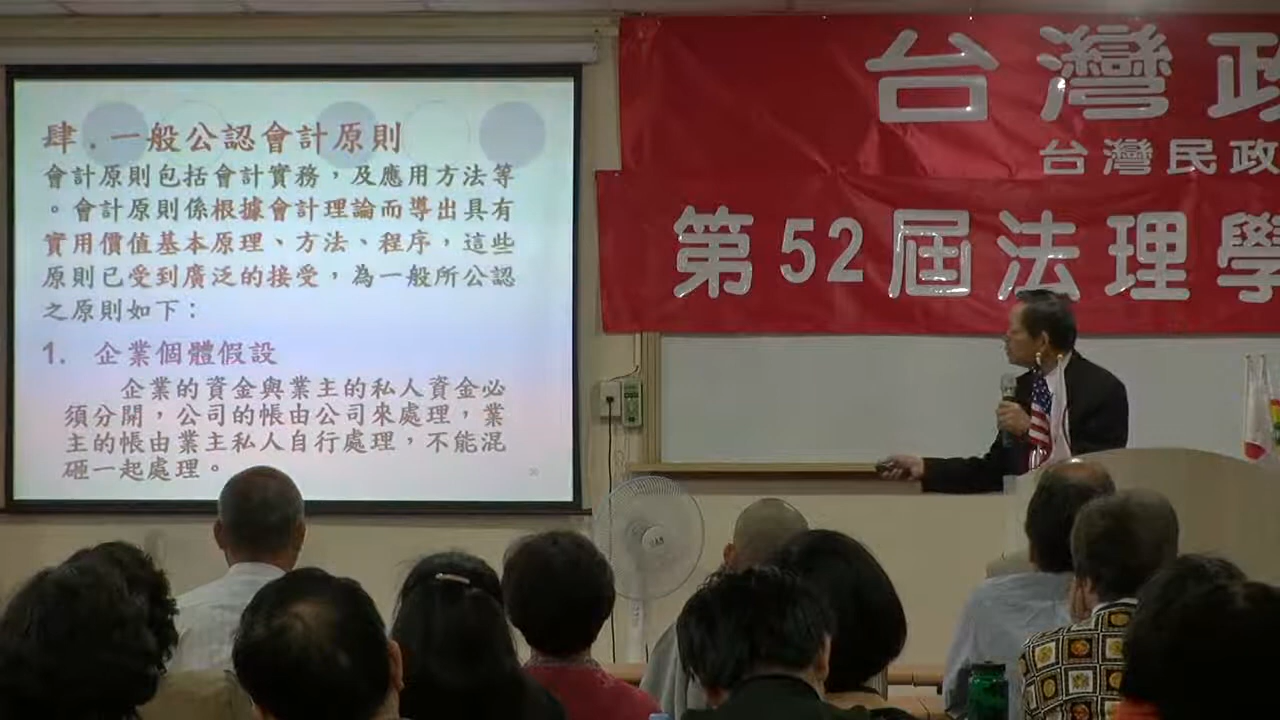 肆．一般公認會計原則
會計原則包括會計實務，及應用方法等
。會計原則係根據會計理論而導出具有
實用價值基本原理、方法、程序，這些
原則已受到廣泛的接受，為一般所公認
之原則如下：
1. 企業個體假設
企業的資金與業主的私人資金必
須分開，公司的帳由公司來處理，業
主的帳由業主私人自行處理，不能混
砸一起處理。
台灣政
台灣民政
第52屆法理學